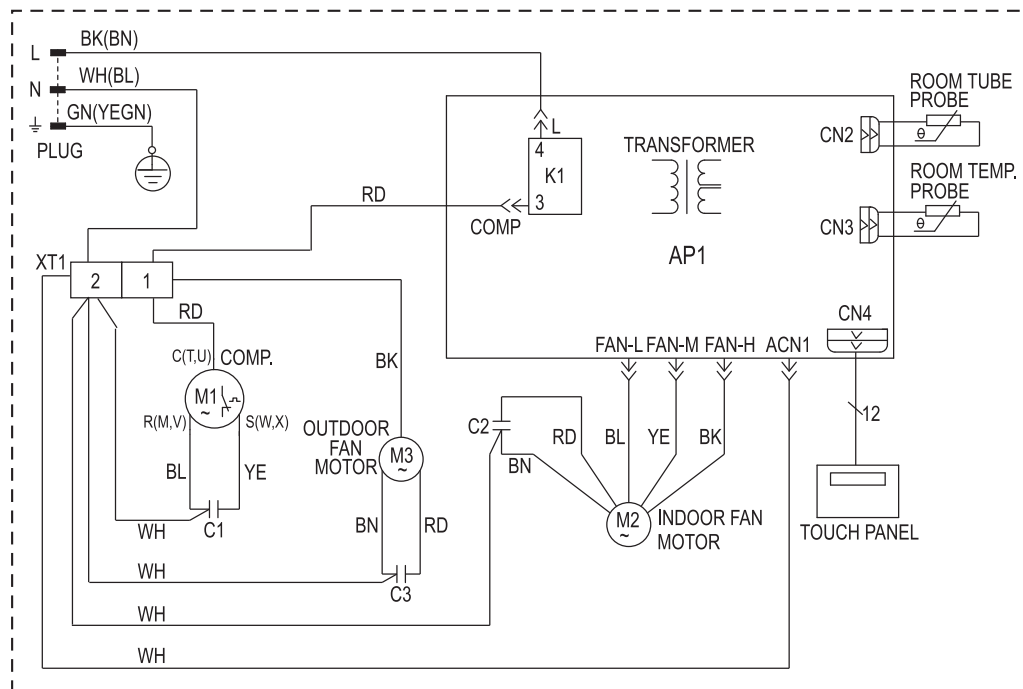 L
BK(BN)
N
WH(BL)
GN(YEGN)
PLUG
L
4
K1
3
COMP
RD
TRANSFORMER
AP1
CN2
ROOM TUBE
PROBE
θ
CN3
ROOM TEMP.
PROBE
θ
CN4
12
TOUCH PANEL
XT1
2
1
RD
C(T,U)
COMP.
M1
~
R(M,V)
S(W,X)
BL
YE
C1
WH
BK
OUTDOOR
FAN
MOTOR
M3
~
BN
RD
C3
WH
WH
WH
FAN-L
FAN-M
FAN-H
ACN1
C2
RD
BN
BL
YE
BK
M2
~
INDOOR FAN
MOTOR